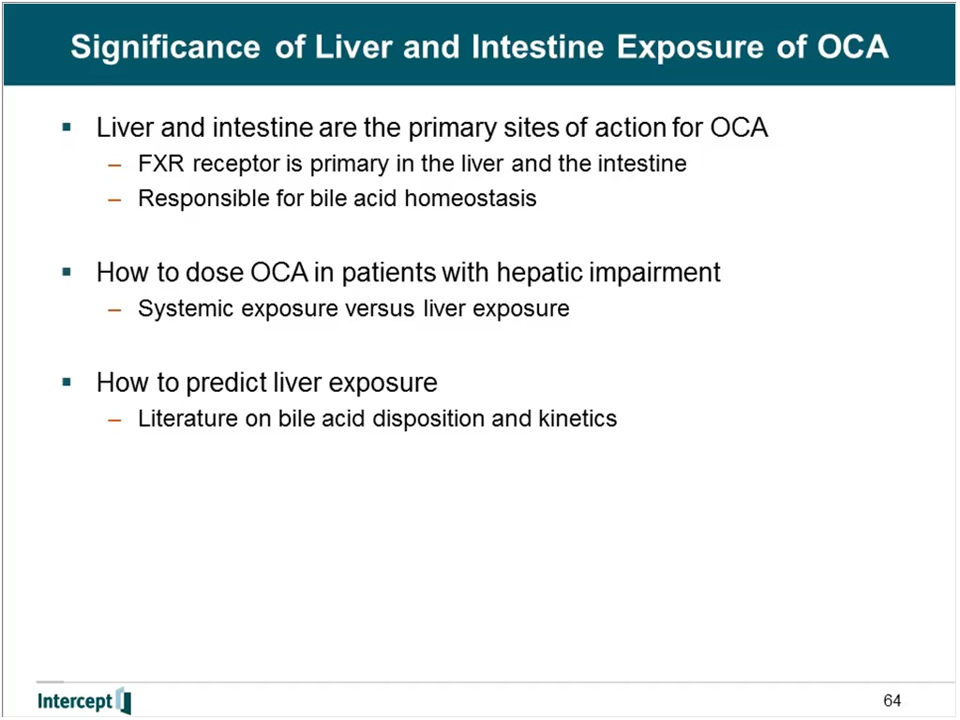 Significance of Liver and Intestine Exposure of OCA
▪ Liver and intestine are the primary sites of action for OCA
– FXR receptor is primary in the liver and the intestine
– Responsible for bile acid homeostasis
▪ How to dose OCA in patients with hepatic impairment
– Systemic exposure versus liver exposure
▪ How to predict liver exposure
– Literature on bile acid disposition and kinetics
Intercept
64